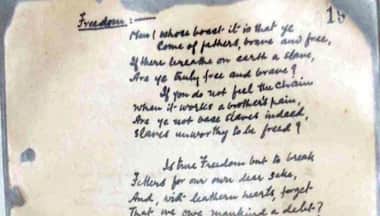 Freedom:—
Men! whose boast it is that ye
Come of fathers, brave and free,
If there breathe on earth a slave,
Are ye truly free and brave?
If you do not feel the chain
When it works a brother's pain,
Are ye not base slaves indeed,
Slaves unworthy to be freed?
Is true Freedom but to break
Fetters for our own dear sake,
And, with leathern hearts, forget
That we owe mankind a debt?